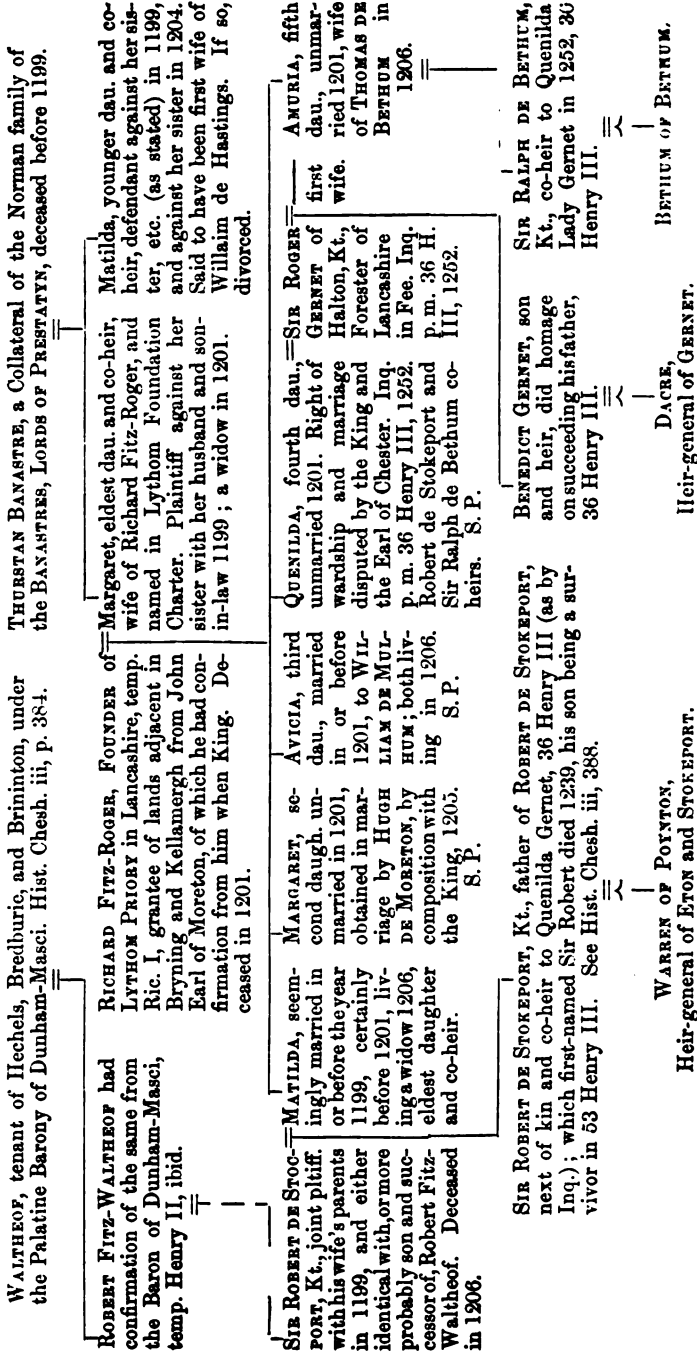 WALTHEOF, tenant of Hechels, Bredburie, and Brininton, under
the Palatine Barony of Dunham-Masci. Hist. Chesh. iii, p. 384.
THURSTAN BANASTRE, a Collateral of the Norman family of
the BANASTRES, LORDS OF PRESTATYN, deceased before 1199.
ROBERT FITZ-WALTHEOF had
confirmation of the same from
the Baron of Dunham-Masci,
temp. Henry II, ibid.
RICHARD FITZ-ROGER, FOUNDER of
LYTHOM PRIORY in Lancashire, temp.
Ric. I, grantee of lands adjacent in
Bryning and Kellamergh from John
Earl of Moreton, of which he had con-
firmation from him when King. De-
ceased in 1201.
Margaret, eldest dau. and co-heir,
wife of Richard Fitz-Roger, and
named in Lythom Foundation
Charter. Plaintiff against her
sister with her husband and son-
in-law 1199; a widow in 1201.
Matilda, younger dau. and co-
heir, defendant against her sis-
ter, etc. (as stated) in 1199,
and against her sister in 1204.
Said to have been first wife of
Willaim de Hastings. If so,
divorced.
SIR ROBERT DE STOC-
PORT, Kt., joint pltiff.
with his wife's parents
in 1199, and either
identical with, or more
probably son and suc-
cessor of, Robert Fitz-
Waltheof. Deceased
in 1206.
MATILDA, seem-
ingly married in
or before the year
1199, certainly
before 1201, liv-
ing a widow 1206,
eldest daughter
and co-heir.
MARGARET, se-
cond daugh. un-
married in 1201,
obtained in mar-
riage by HUGH
DE MORETON, by
composition with
the King, 1205.
S. P.
AVICIA, third
dau., married
in or before
1201, to WIL-
LIAM DE MUL-
HUM; both liv-
ing in 1206.
S. P.
QUENILDA, fourth dau.,
unmarried 1201. Right of
wardship and marriage
disputed by the King and
the Earl of Chester. Inq.
p. m. 36 Henry III, 1252.
Robert de Stokeport and
Sir Ralph de Bethum co-
heirs. S. P.
SIR ROGER
GERNET of
Halton, Kt.,
Forester of
Lancashire
in Fee. Inq.
p. m. 36 H.
III, 1252.
first
wife.
AMURIA, fifth
dau., unmar-
ried 1201, wife
of THOMAS DE
BETHUM in
1206.
SIR ROBERT DE STOKEPORT, Kt., father of ROBERT DE STOKEPORT,
next of kin and co-heir to Quenilda Gernet, 36 Henry III (as by
Inq.); which first-named Sir Robert died 1239, his son being a sur-
vivor in 53 Henry III. See Hist. Chesh. iii, 388.
BENEDICT GERNET, son
and heir, did homage
on succeeding his father,
36 Henry III.
SIR RALPH DE BETHUM,
Kt., co-heir to Quenilda
Lady Gernet in 1252, 36
Henry III.
WARREN OF POYNTON,
Heir-general of ETON and STOKEPORT.
DACRE,
Heir-general of GERNET.
BETHUM OF BETHUM.